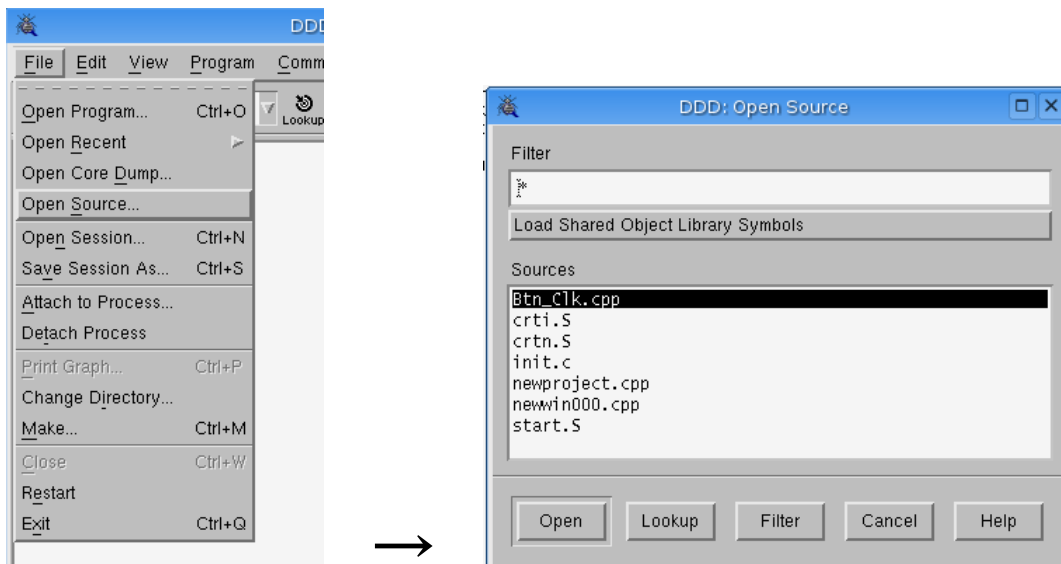 DDD
File Edit View Program Comm
Open Program... Ctrl+O
Lookup
Open Recent
Open Core Dump...
Open Source...
Open Session... Ctrl+N
Save Session As... Ctrl+S
Attach to Process...
Detach Process
Print Graph... Ctrl+P
Change Directory...
Make... Ctrl+M
Close Ctrl+W
Restart
Exit Ctrl+Q
→
DDD: Open Source
Filter
*
Load Shared Object Library Symbols
Sources
Btn_Clk.cpp
crti.S
crtn.S
init.c
newproject.cpp
newwin000.cpp
start.S
Open Lookup Filter Cancel Help